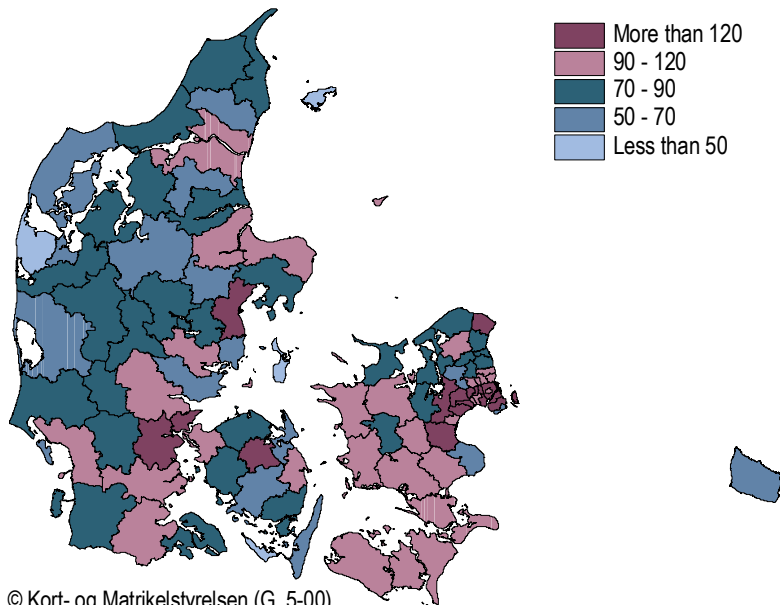 More than 120
90 - 120
70 - 90
50 - 70
Less than 50
© Kort- og Matrikelstyrelsen (G. 5-00)